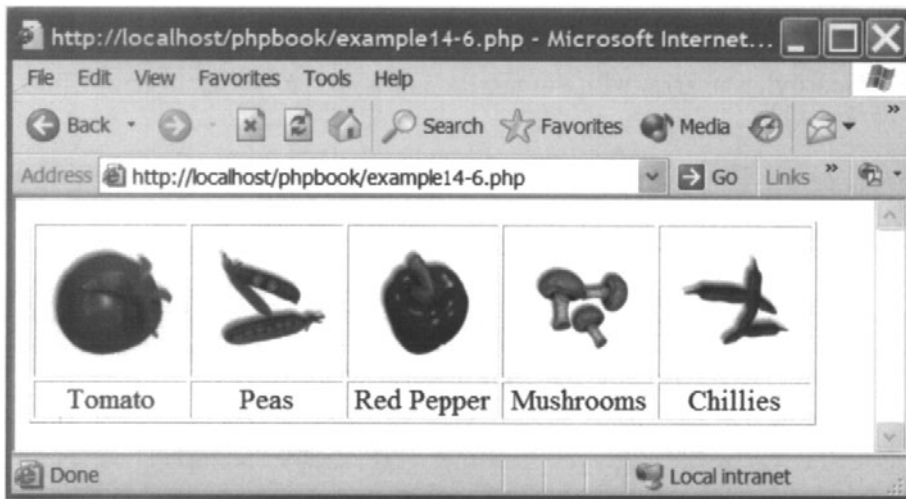 http://localhost/phpbook/example14-6.php - Microsoft Internet...
File Edit View Favorites Tools Help
Back Search Favorites Media »
Address http://localhost/phpbook/example14-6.php Go Links »
Tomato Peas Red Pepper Mushrooms Chillies
Done Local intranet